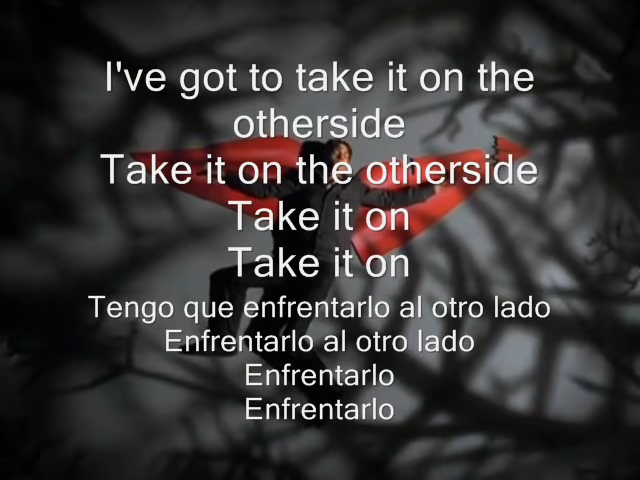 I've got to take it on the
otherside
Take it on the otherside
Take it on
Take it on
Tengo que enfrentarlo al otro lado
Enfrentarlo al otro lado
Enfrentarlo
Enfrentarlo